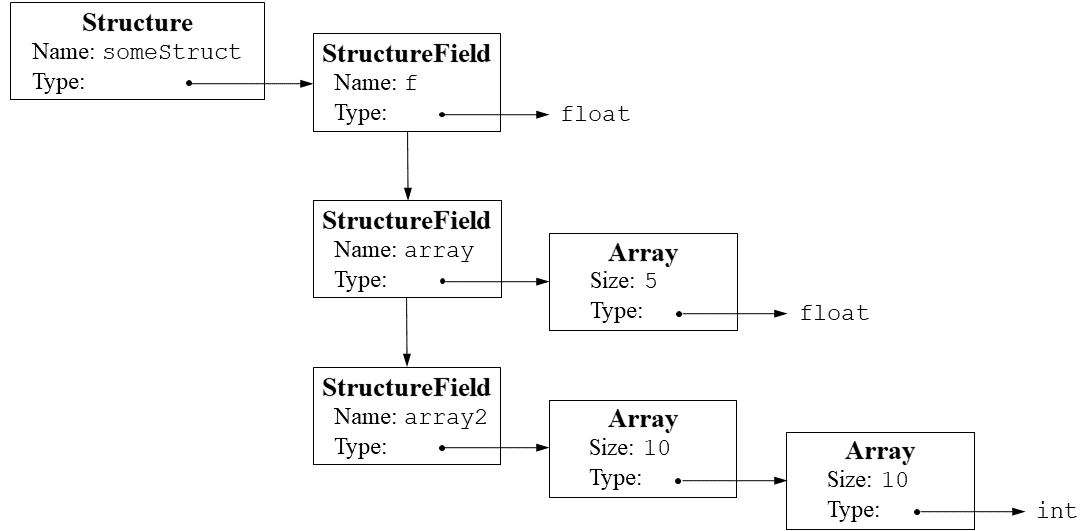 Structure
Name: someStruct
Type:
StructureField
Name: f
Type:
float
StructureField
Name: array
Type:
Array
Size: 5
Type:
float
StructureField
Name: array2
Type:
Array
Size: 10
Type:
Array
Size: 10
Type:
int